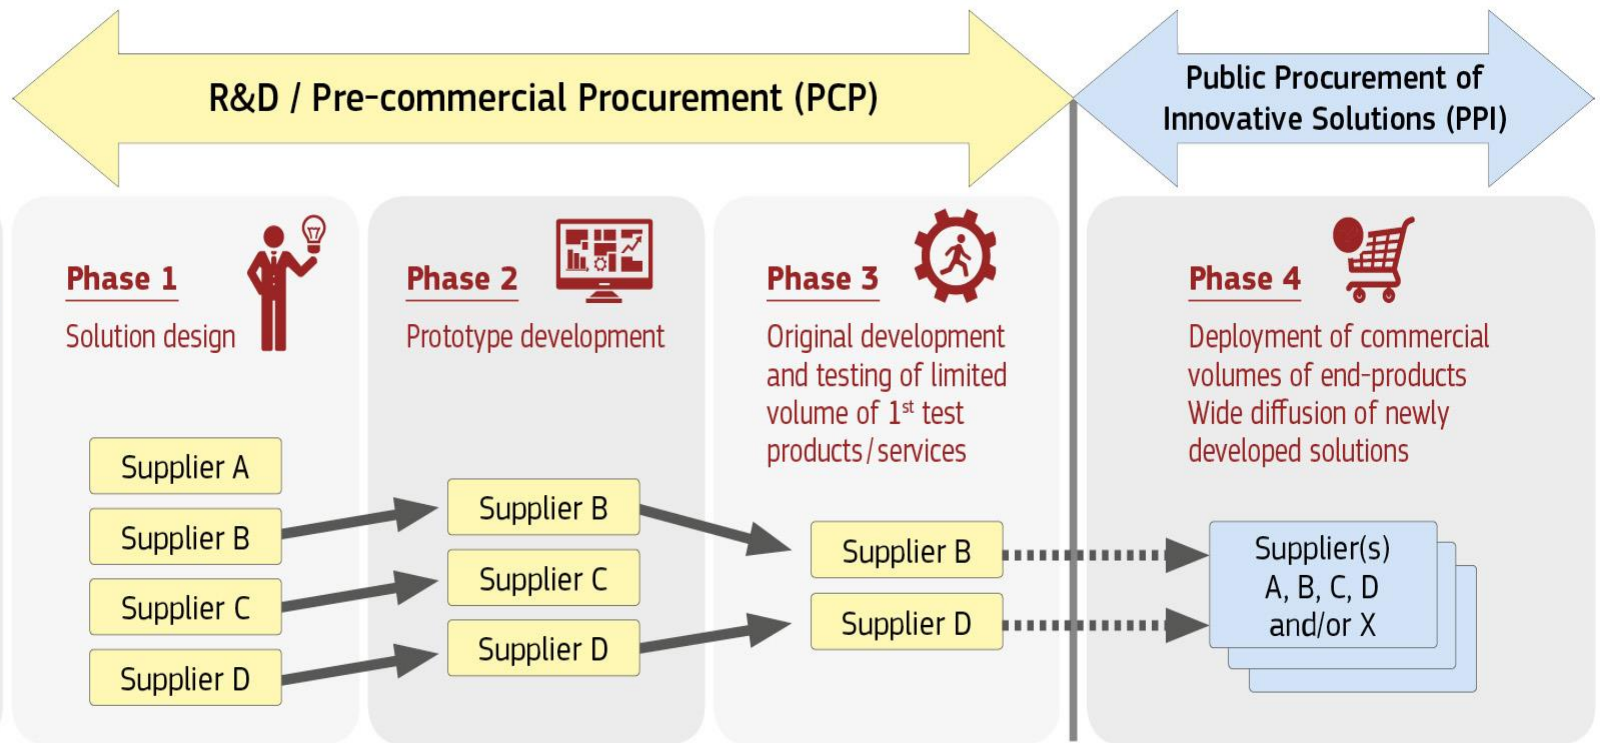 R&D / Pre-commercial Procurement (PCP)
Public Procurement of
Innovative Solutions (PPI)
Phase 1
Solution design
Supplier A
Supplier B
Supplier C
Supplier D
Phase 2
Prototype development
Supplier B
Supplier C
Supplier D
Phase 3
Original development
and testing of limited
volume of 1st test
products/services
Supplier B
Supplier D
Phase 4
Deployment of commercial
volumes of end-products
Wide diffusion of newly
developed solutions
Supplier(s)
A, B, C, D
and/or X